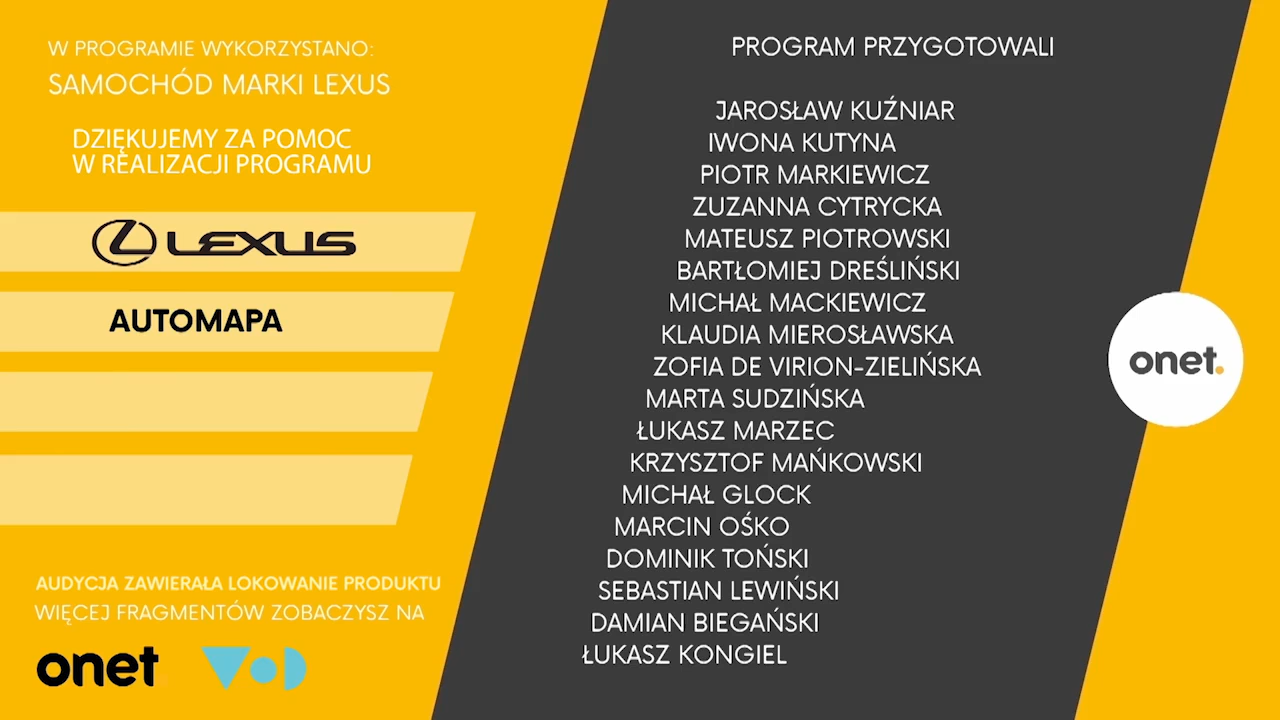 W PROGRAMIE WYKORZYSTANO:
SAMOCHÓD MARKI LEXUS
DZIĘKUJEMY ZA POMOC
W REALIZACJI PROGRAMU
LEXUS
AUTOMAPA
AUDYCJA ZAWIERAŁA LOKOWANIE PRODUKTU
WIĘCEJ FRAGMENTÓW ZOBACZYSZ NA
onet
VOD
PROGRAM PRZYGOTOWALI
JAROSŁAW KUŹNIAR
IWONA KUTYNA
PIOTR MARKIEWICZ
ZUZANNA CYTRYCKA
MATEUSZ PIOTROWSKI
BARTŁOMIEJ DREŚLIŃSKI
MICHAŁ MACKIEWICZ
KLAUDIA MIEROSŁAWSKA
ZOFIA DE VIRION-ZIELIŃSKA
MARTA SUDZIŃSKA
ŁUKASZ MARZEC
KRZYSZTOF MAŃKOWSKI
MICHAŁ GLOCK
MARCIN OŚKO
DOMINIK TOŃSKI
SEBASTIAN LEWIŃSKI
DAMIAN BIEGAŃSKI
ŁUKASZ KONGIEL
onet.